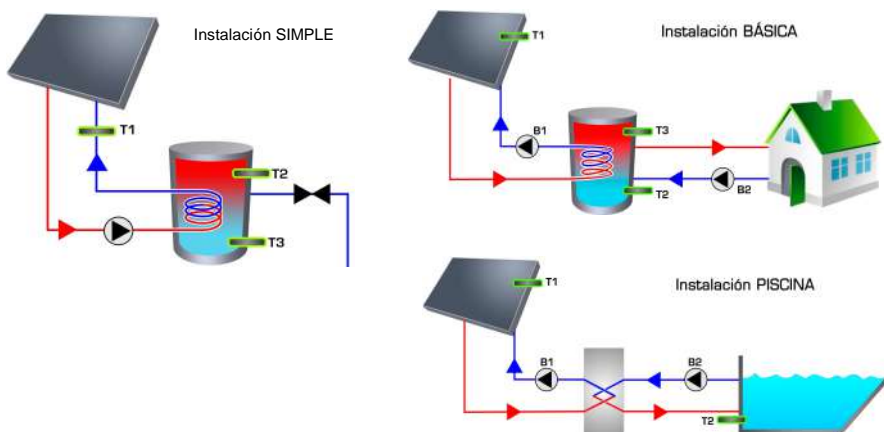 Instalación SIMPLE
T1
T2
T3
Instalación BÁSICA
T1
B1
T3
T2
B2
Instalación PISCINA
T1
B1
B2
T2